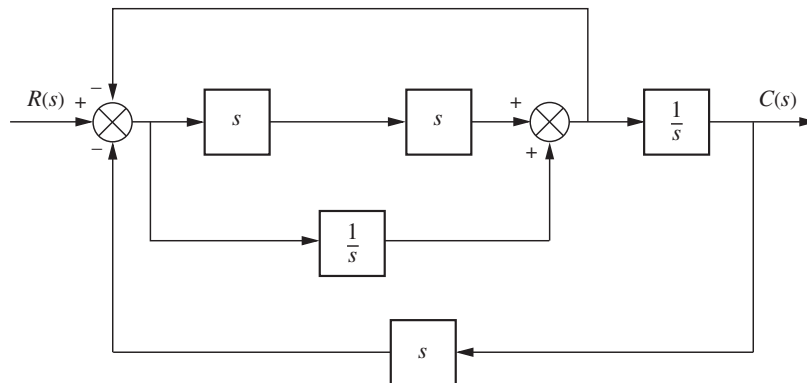 −
R(s) + s s + 1/s C(s)
− +
1/s
s